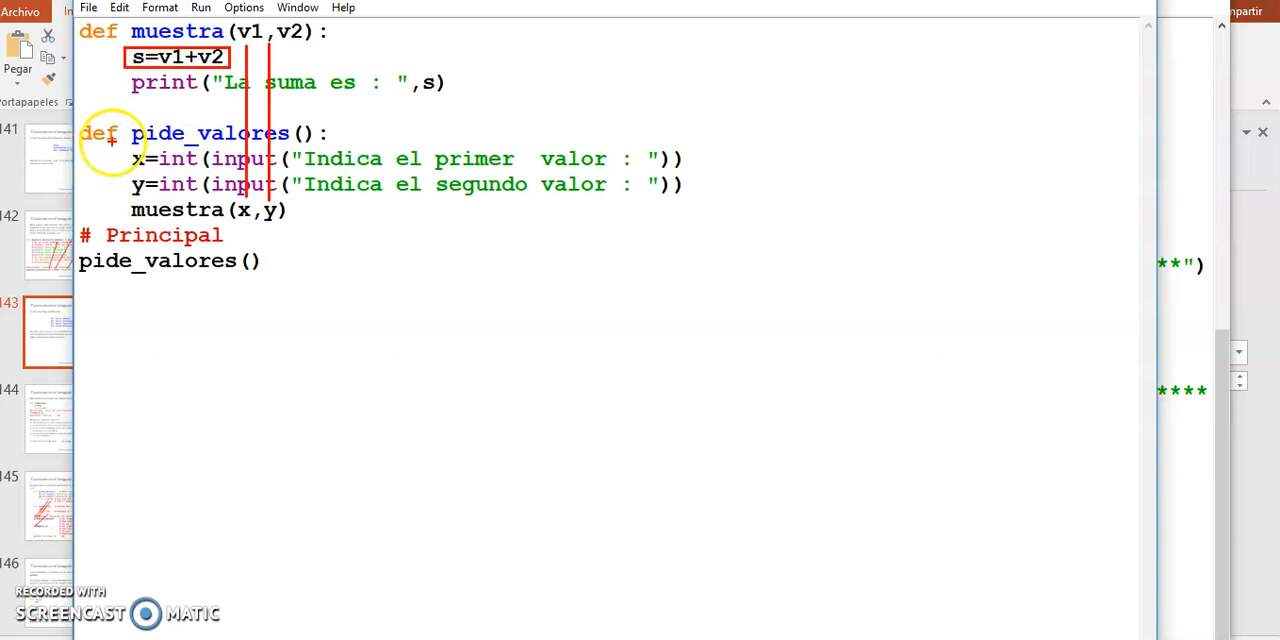 Archivo
File Edit Format Run Options Window Help
mpartir
Pegar
Portapapeles
def muestra(v1,v2):
s=v1+v2
print("La suma es : ",s)
def pide_valores():
x=int(input("Indica el primer  valor : "))
y=int(input("Indica el segundo valor : "))
muestra(x,y)
# Principal
pide_valores()
**")
****
141
142
143
144
145
146
RECORDED WITH
SCREENCAST MATIC